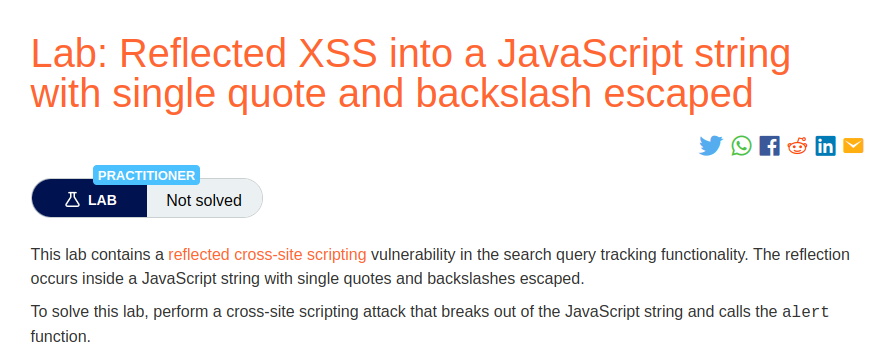 Lab: Reflected XSS into a JavaScript string
with single quote and backslash escaped
PRACTITIONER
LAB
Not solved
This lab contains a reflected cross-site scripting vulnerability in the search query tracking functionality. The reflection
occurs inside a JavaScript string with single quotes and backslashes escaped.
To solve this lab, perform a cross-site scripting attack that breaks out of the JavaScript string and calls the alert
function.